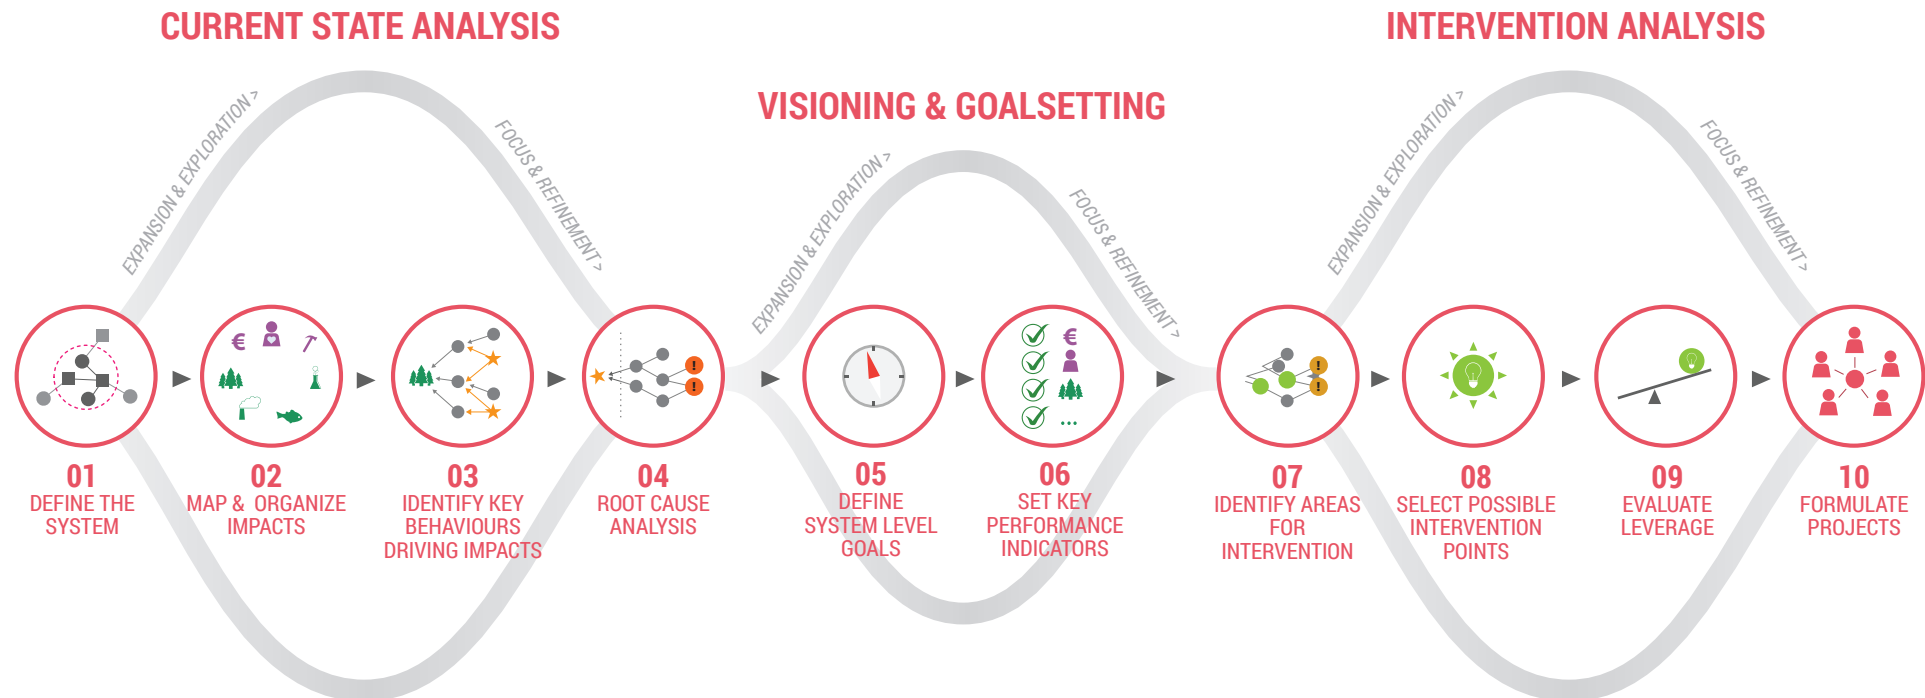 CURRENT STATE ANALYSIS
EXPANSION & EXPLORATION >
FOCUS & REFINEMENT >
VISIONING & GOALSETTING
EXPANSION & EXPLORATION >
FOCUS & REFINEMENT >
INTERVENTION ANALYSIS
EXPANSION & EXPLORATION >
FOCUS & REFINEMENT >
€
!
!
€
...
!
!
01
DEFINE THE
SYSTEM
02
MAP & ORGANIZE
IMPACTS
03
IDENTIFY KEY
BEHAVIOURS
DRIVING IMPACTS
04
ROOT CAUSE
ANALYSIS
05
DEFINE
SYSTEM LEVEL
GOALS
06
SET KEY
PERFORMANCE
INDICATORS
07
IDENTIFY AREAS
FOR
INTERVENTION
08
SELECT POSSIBLE
INTERVENTION
POINTS
09
EVALUATE
LEVERAGE
10
FORMULATE
PROJECTS